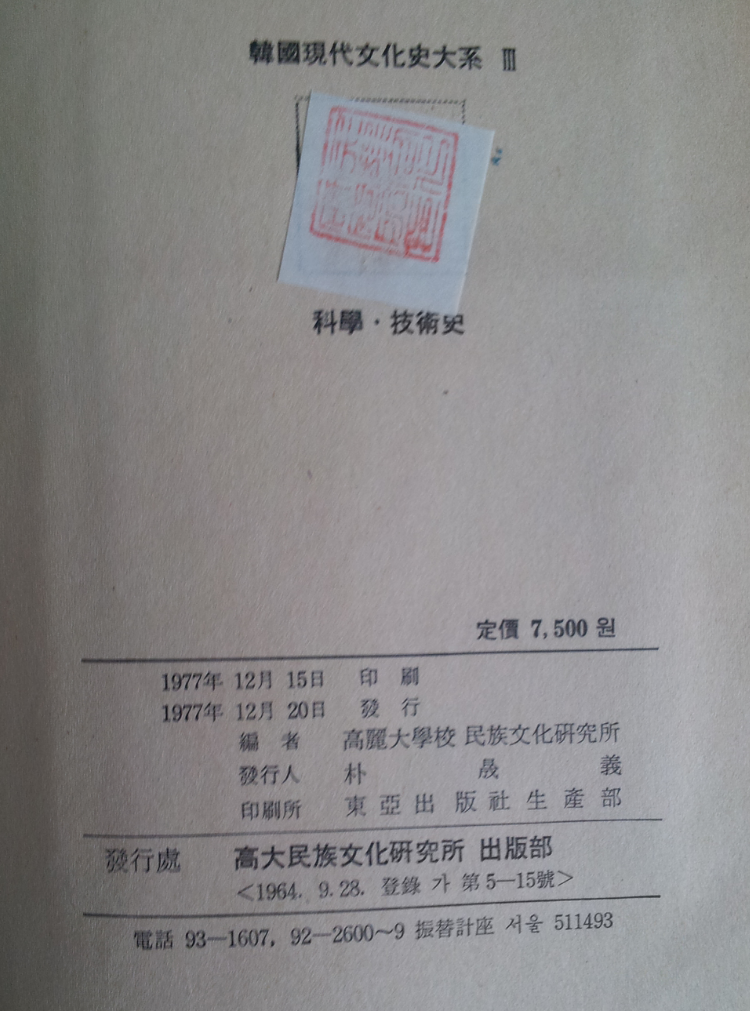 韓國現代文化史大系 Ⅲ
科學·技術史
定價 7,500 원
1977年 12月 15日 印 刷
1977年 12月 20日 發 行
編 者 高麗大學校 民族文化硏究所
發行人 朴 晟 義
印刷所 東亞出版社生產部
發行處 高大民族文化硏究所 出版部
<1964. 9.28. 登錄 가 第5—15號>
電話 93—1607, 92—2600~9 振替計座 서울 511493